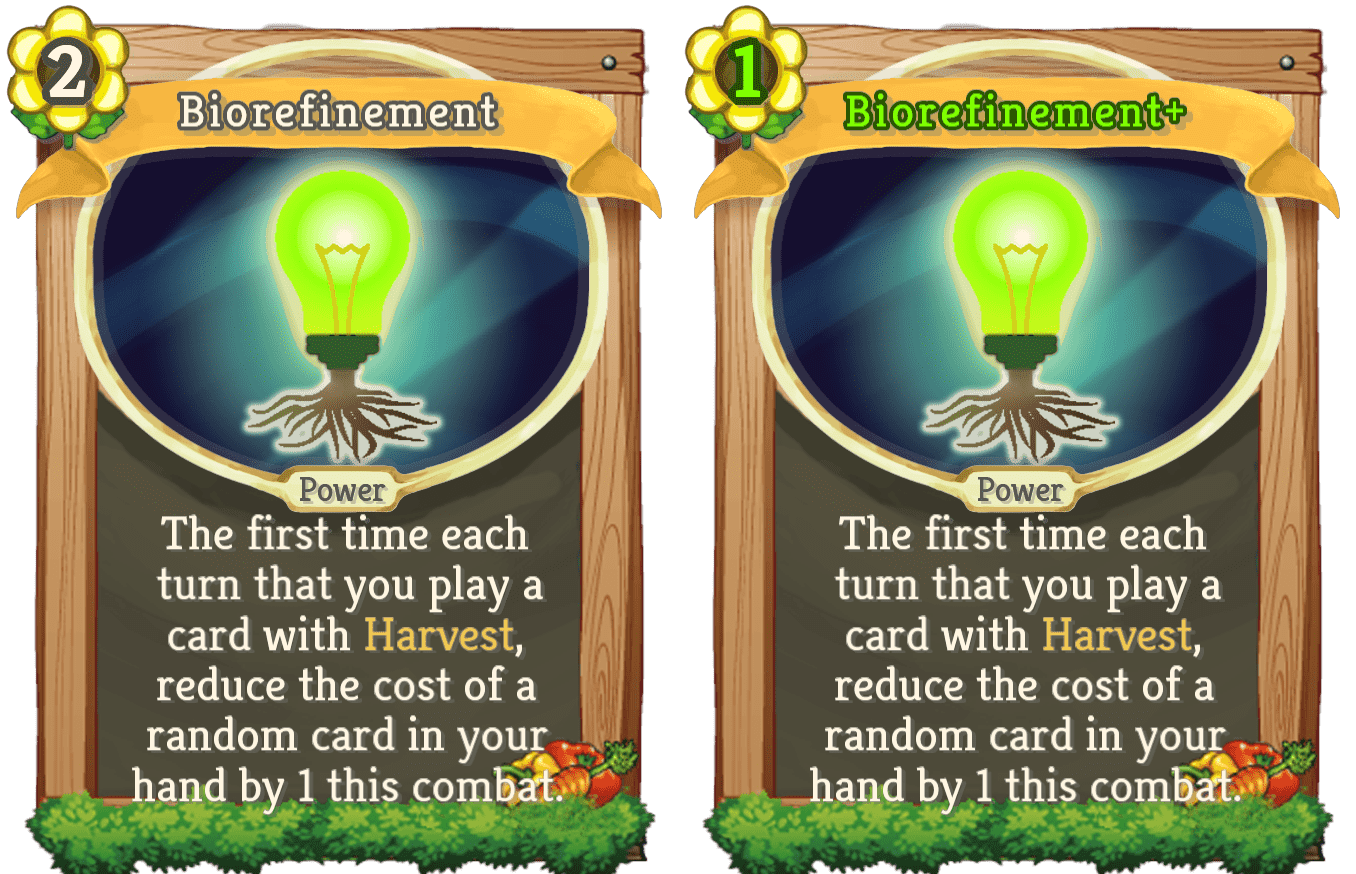 2
Biorefinement
Power
The first time each
turn that you play a
card with Harvest,
reduce the cost of a
random card in your
hand by 1 this combat.
1
Biorefinement+
Power
The first time each
turn that you play a
card with Harvest,
reduce the cost of a
random card in your
hand by 1 this combat.